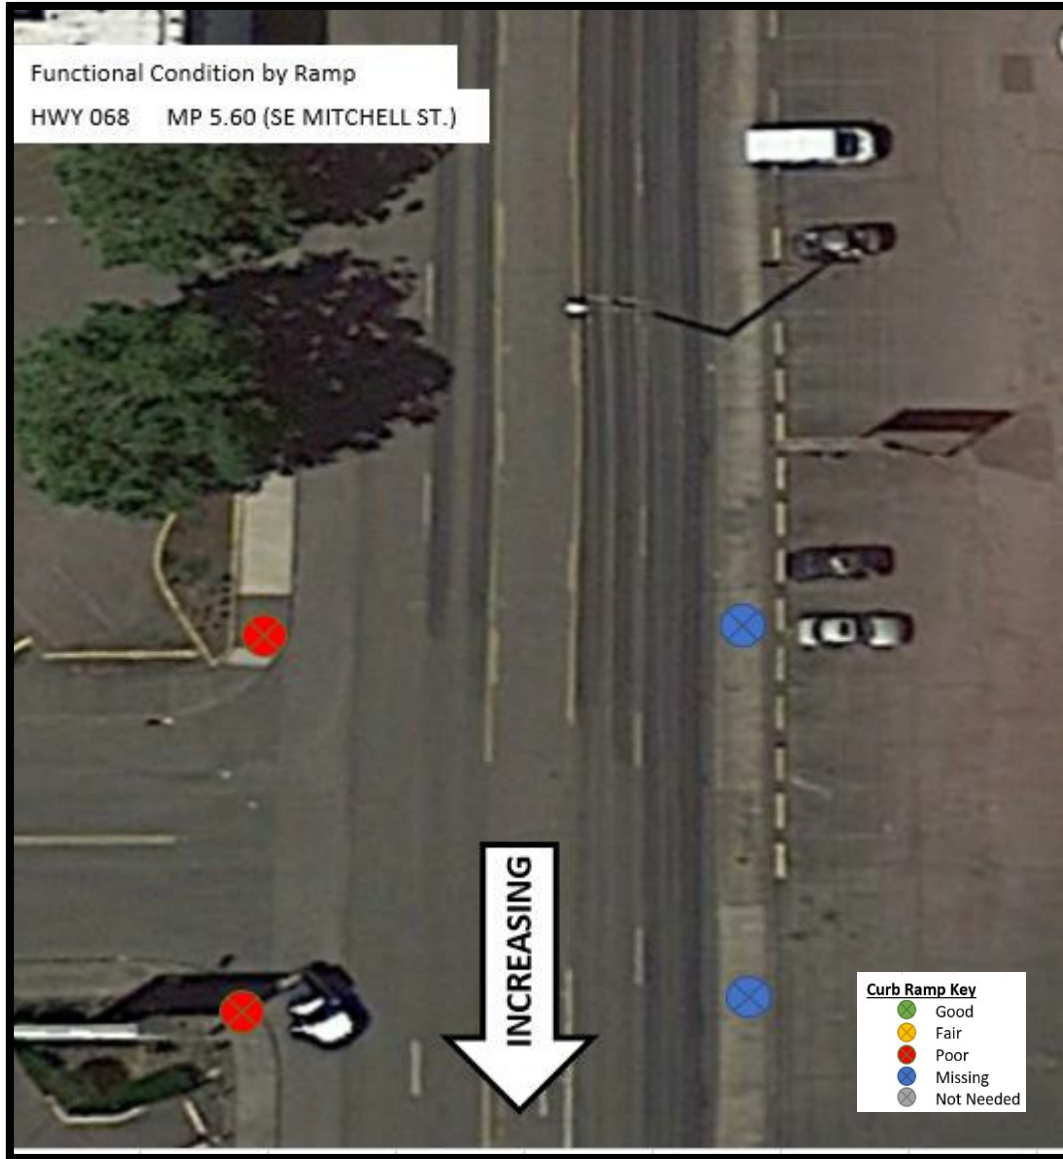 Functional Condition by Ramp
HWY 068 MP 5.60 (SE MITCHELL ST.)
INCREASING
Curb Ramp Key
Good
Fair
Poor
Missing
Not Needed